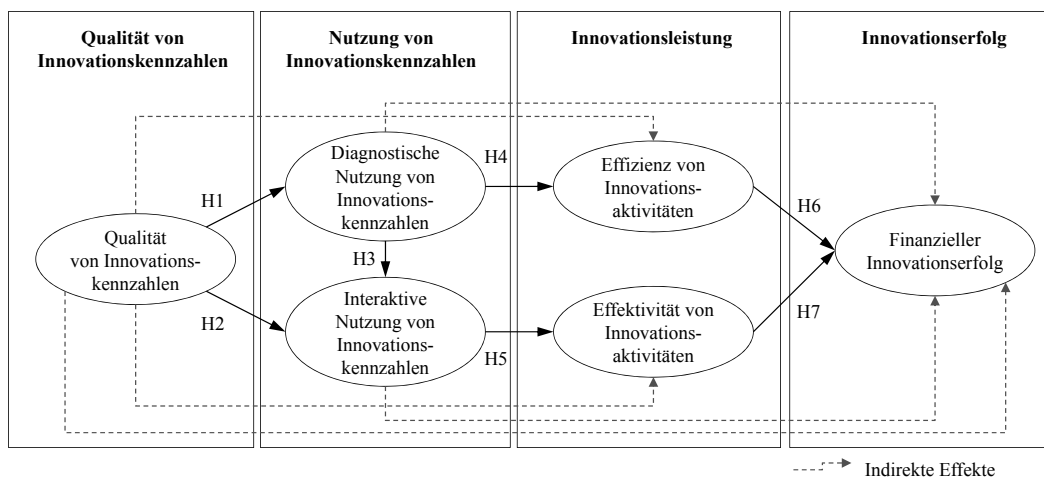 Qualität von
Innovationskennzahlen
Nutzung von
Innovationskennzahlen
Innovationsleistung
Innovationserfolg
Diagnostische
Nutzung von
Innovations-
kennzahlen
H4
Effizienz von
Innovations-
aktivitäten
H1
H6
Qualität
von Innovations-
kennzahlen
H3
Finanzieller
Innovationserfolg
H2
Interaktive
Nutzung von
Innovations-
kennzahlen
H5
Effektivität von
Innovations-
aktivitäten
H7
Indirekte Effekte